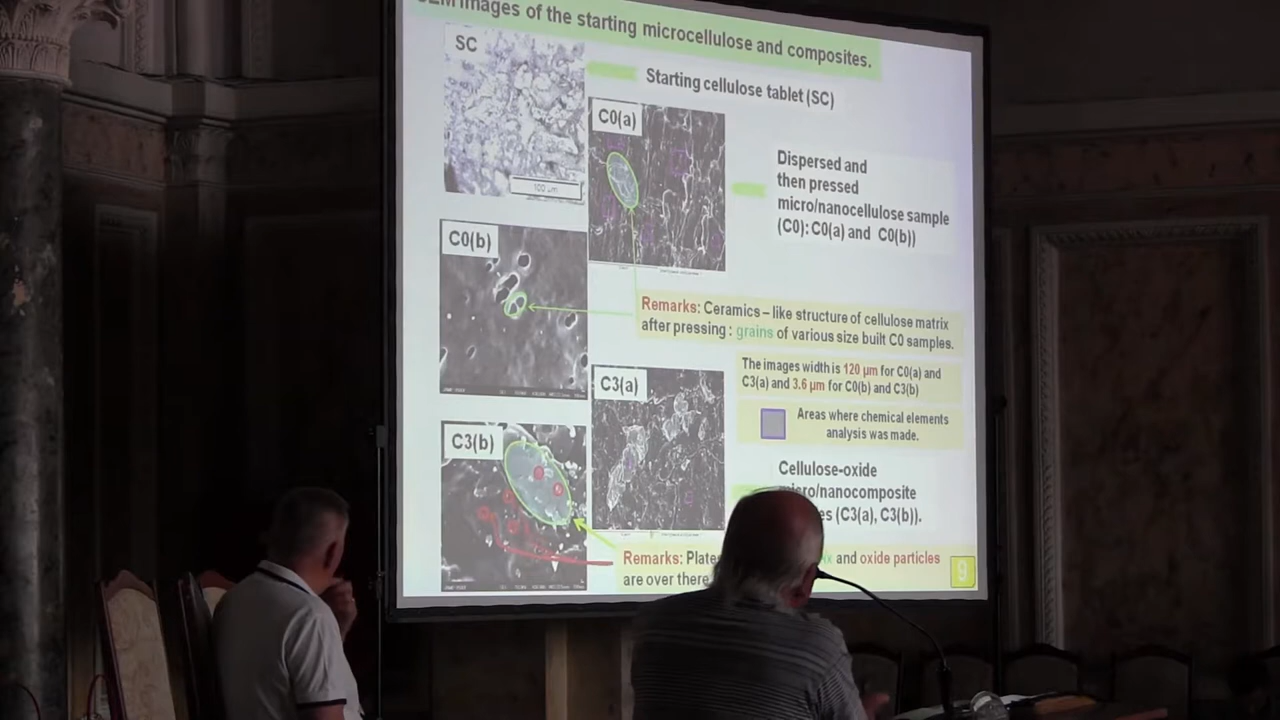 SEM images of the starting microcellulose and composites.
SC
100 µm
Starting cellulose tablet (SC)
C0(a)
Dispersed and
then pressed
micro/nanocellulose sample
(C0): C0(a) and C0(b))
C0(b)
Remarks: Ceramics – like structure of cellulose matrix
after pressing : grains of various size built C0 samples.
The images width is 120 µm for C0(a) and
C3(a) and 3.6 µm for C0(b) and C3(b)
C3(a)
Areas where chemical elements
analysis was made.
C3(b)
Cellulose-oxide
micro/nanocomposite
(C3(a), C3(b)).
Remarks: and oxide particles
are over there
9